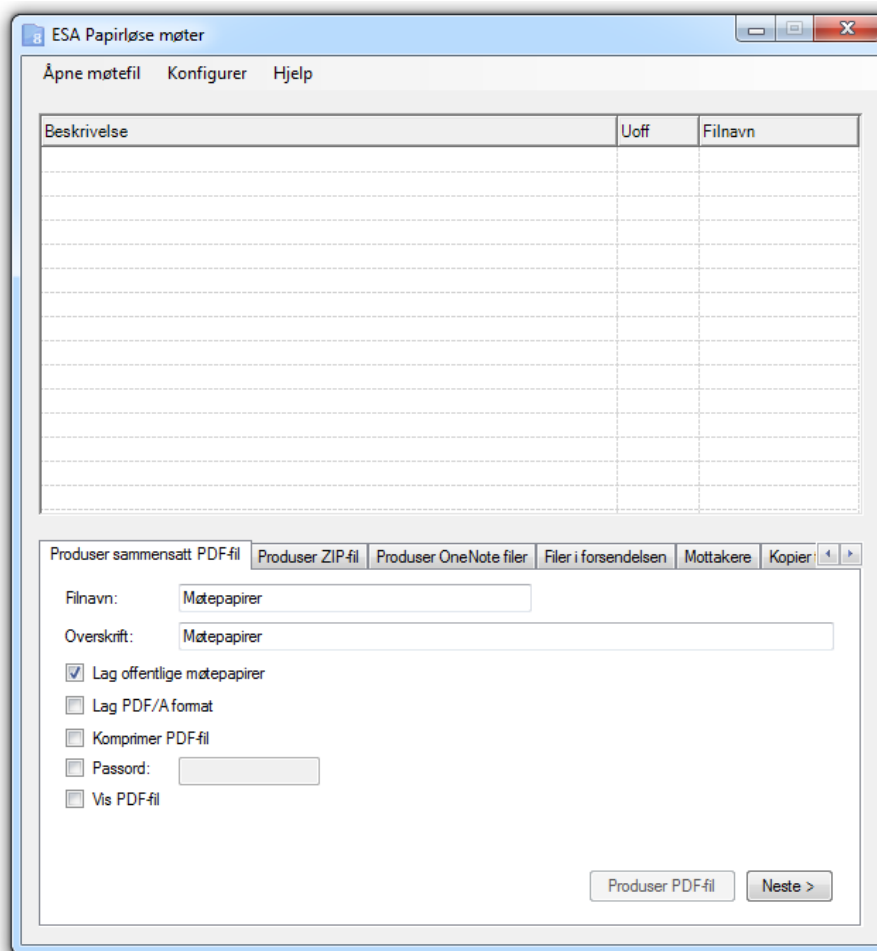 ESA Papirløse møter
Åpne møtefil Konfigurer Hjelp
Beskrivelse Uoff Filnavn
Produser sammensatt PDF-fil Produser ZIP-fil Produser OneNote filer Filer i forsendelsen Mottakere Kopier
Filnavn: Møtepapirer
Overskrift: Møtepapirer
Lag offentlige møtepapirer
Lag PDF/A format
Komprimer PDF-fil
Passord:
Vis PDF-fil
Produser PDF-fil Neste >